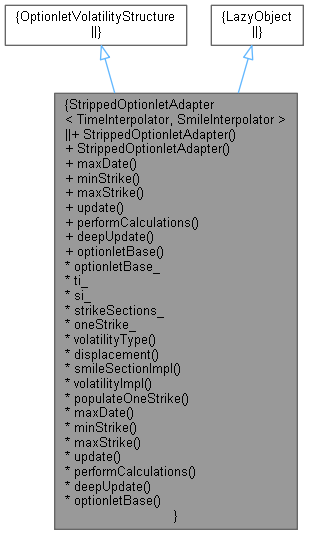 {OptionletVolatilityStructure
||}
{LazyObject
||}
{StrippedOptionletAdapter
< TimeInterpolator, SmileInterpolator >
||+ StrippedOptionletAdapter()
+ StrippedOptionletAdapter()
+ maxDate()
+ minStrike()
+ maxStrike()
+ update()
+ performCalculations()
+ deepUpdate()
+ optionletBase()
* optionletBase_
* ti_
* si_
* strikeSections_
* oneStrike_
* volatilityType()
* displacement()
* smileSectionImpl()
* volatilityImpl()
* populateOneStrike()
* maxDate()
* minStrike()
* maxStrike()
* update()
* performCalculations()
* deepUpdate()
* optionletBase()
}